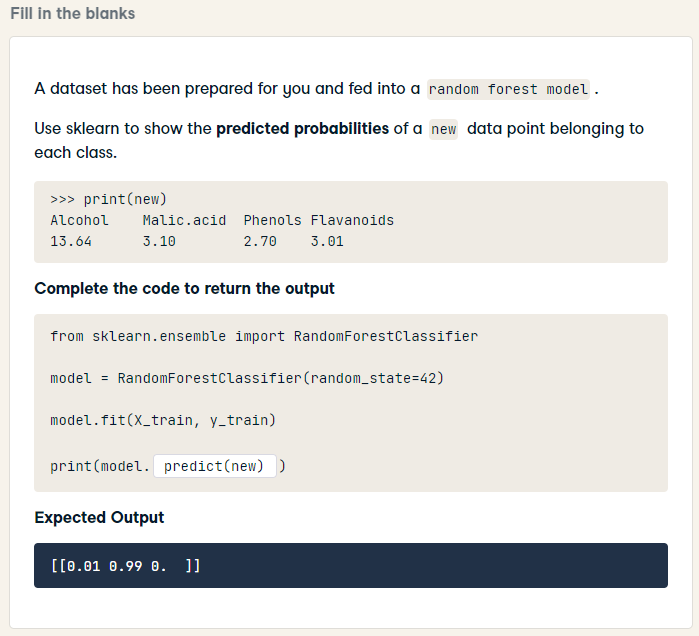 Fill in the blanks
A dataset has been prepared for you and fed into a random forest model .
Use sklearn to show the predicted probabilities of a new data point belonging to
each class.
>>> print(new)
Alcohol    Malic.acid  Phenols Flavanoids
13.64      3.10        2.70    3.01
Complete the code to return the output
from sklearn.ensemble import RandomForestClassifier
model = RandomForestClassifier(random_state=42)
model.fit(X_train, y_train)
print(model. predict(new) )
Expected Output
[[0.01 0.99 0.  ]]